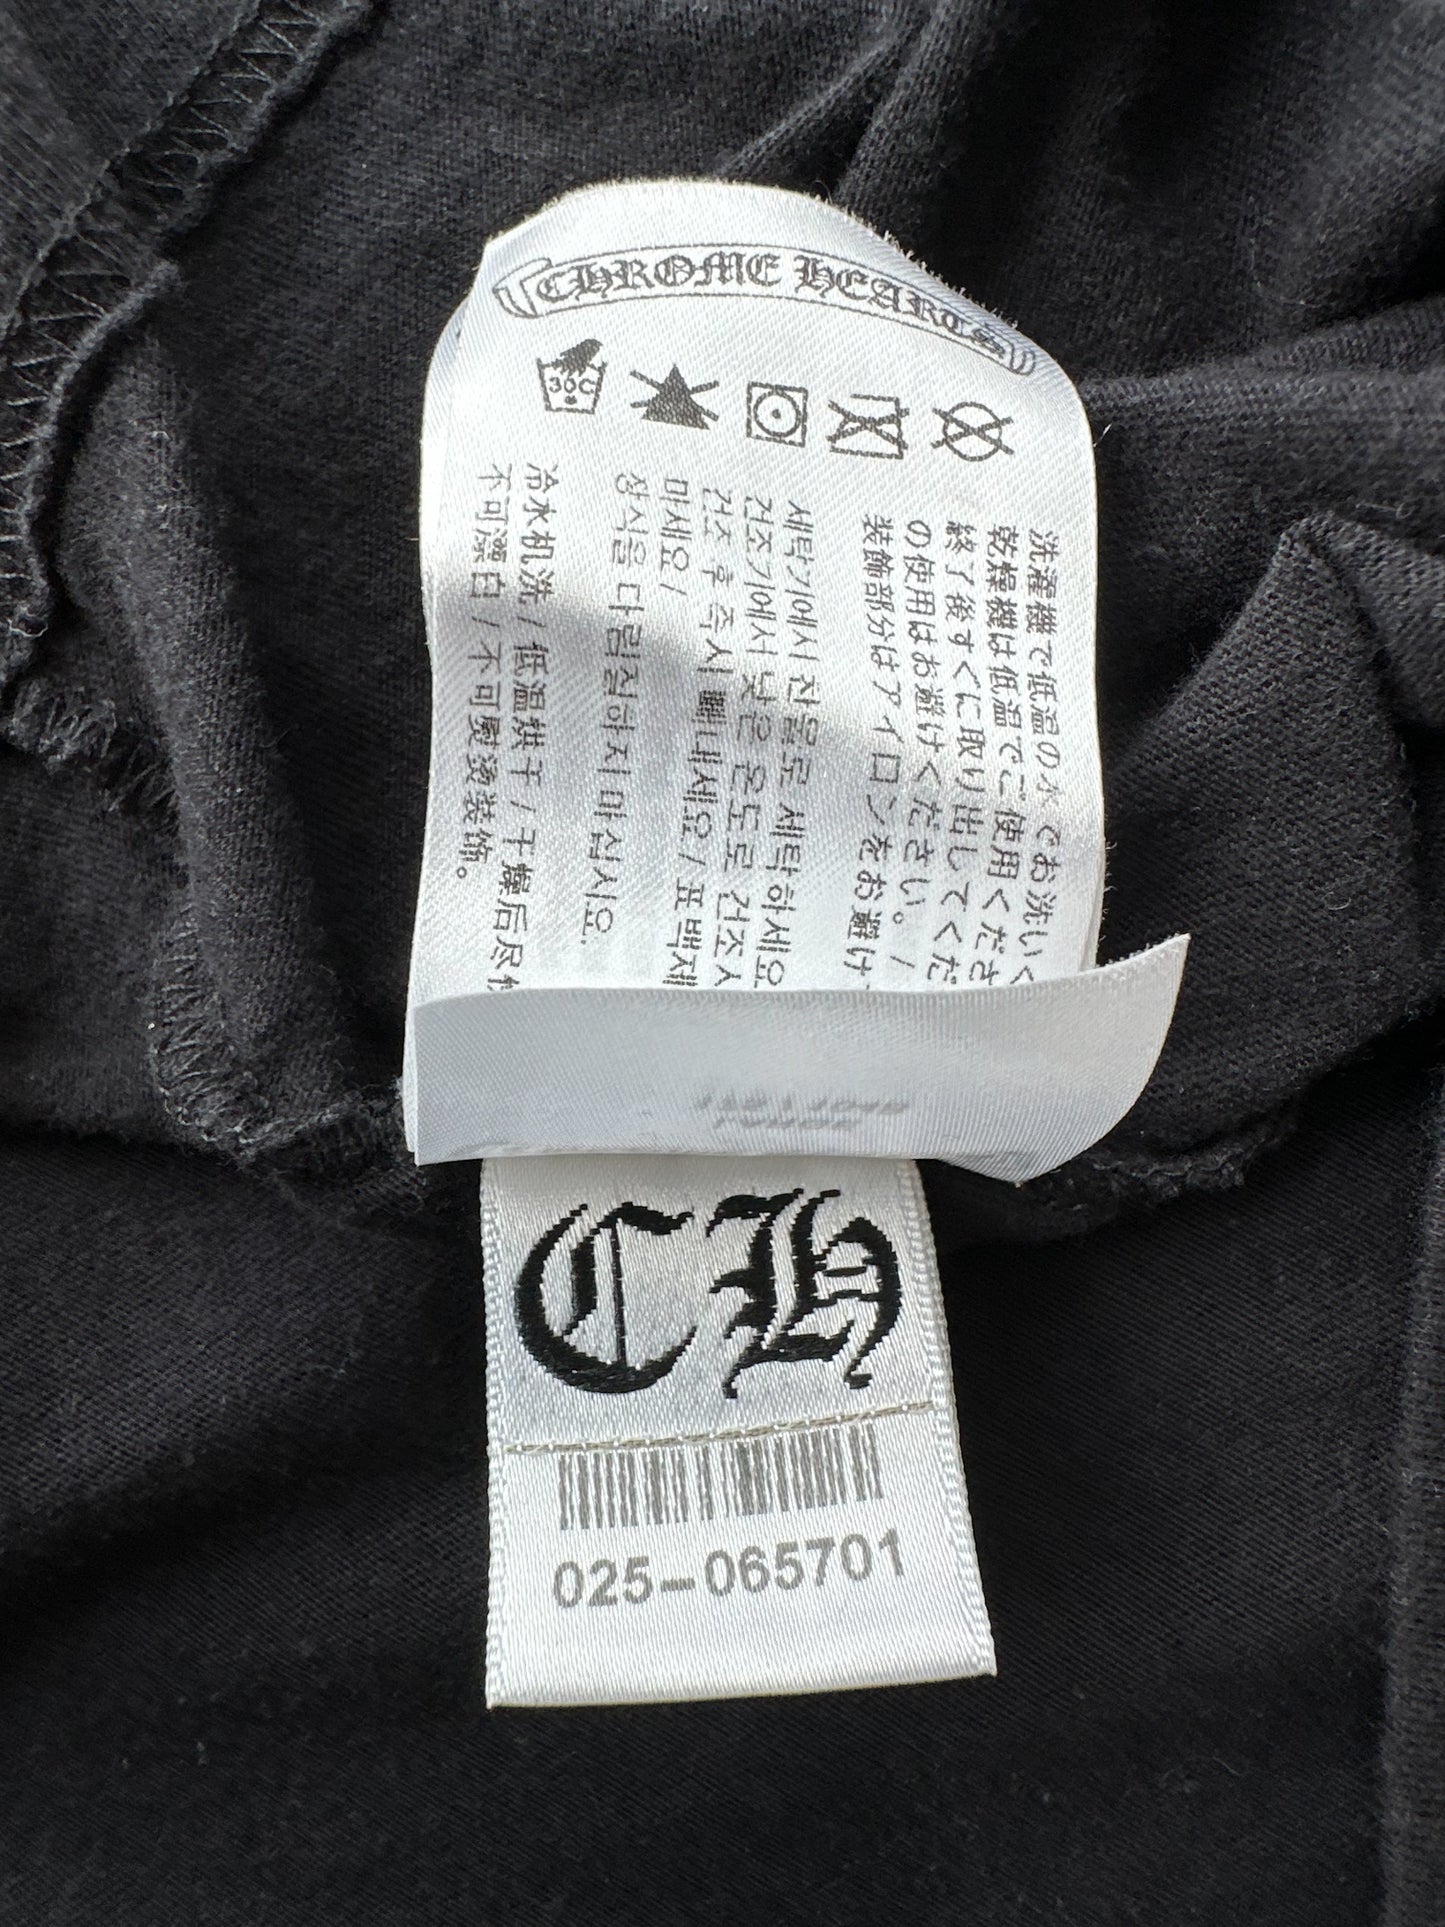 CHROME HEARTS
30C
洗濯機で低温の水でお洗いく
乾燥機は低温でご使用くださ
終了後すぐに取り出してくだ
の使用はお避けください。/
装飾部分はアイロンをお避け
세탁기에서 찬 물로 세탁하세요
건조기에서 낮은 온도로 건조시
건조 후 즉시 빼내세요 / 표백제
마세요 /
장식을 다림질하지 마십시오.
冷水机洗 / 低温烘干 / 干燥后尽快
不可漂白 / 不可熨烫装饰。
CH
025-065701